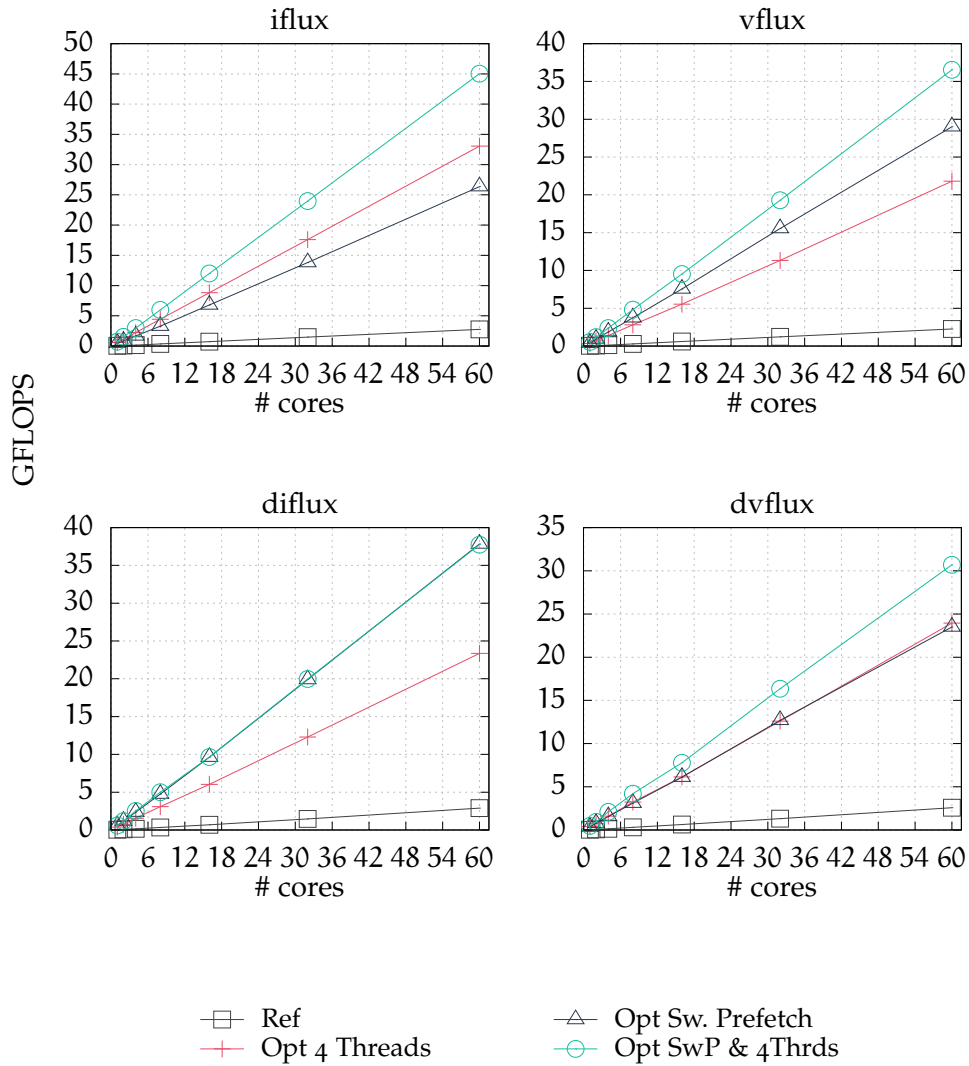 iflux
50
45
40
35
30
25
20
15
10
5
0
0 6 12 18 24 30 36 42 48 54 60
# cores
vflux
40
35
30
25
20
15
10
5
0
0 6 12 18 24 30 36 42 48 54 60
# cores
GFLOPS
diflux
40
35
30
25
20
15
10
5
0
0 6 12 18 24 30 36 42 48 54 60
# cores
dvflux
35
30
25
20
15
10
5
0
0 6 12 18 24 30 36 42 48 54 60
# cores
Ref
Opt 4 Threads
Opt Sw. Prefetch
Opt SwP & 4Thrds